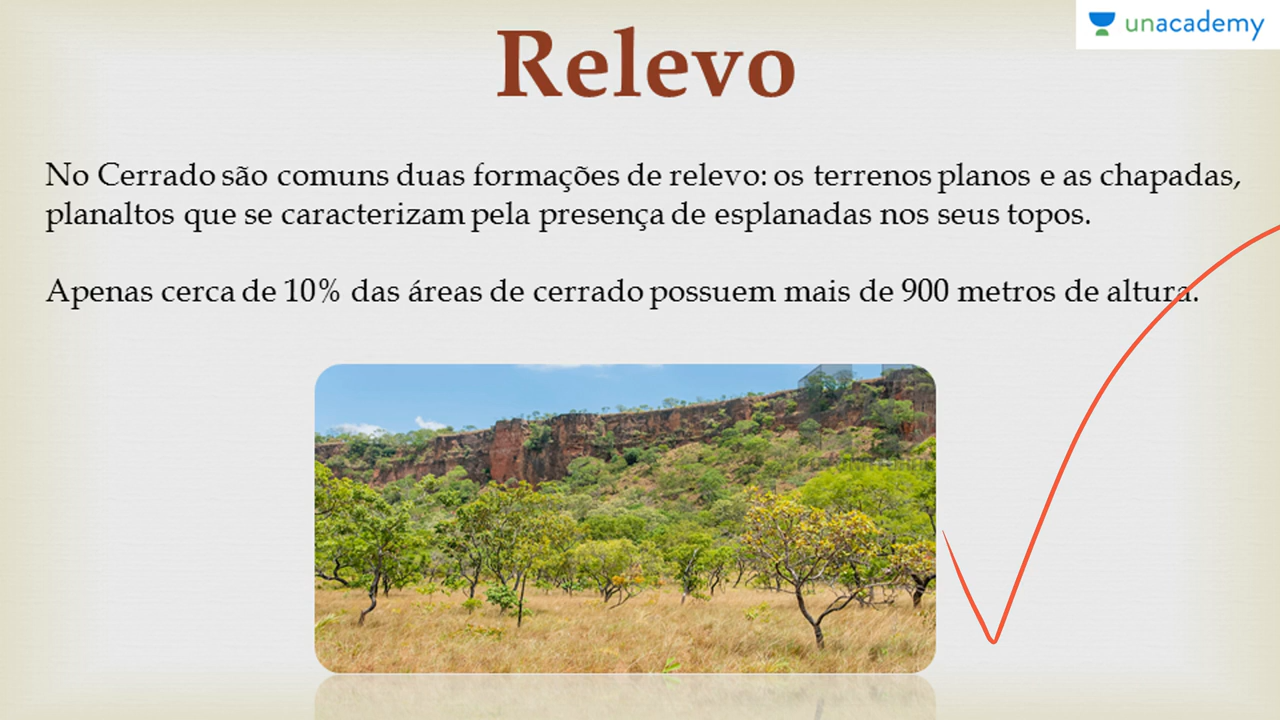 unacademy
Relevo
No Cerrado são comuns duas formações de relevo: os terrenos planos e as chapadas,
planaltos que se caracterizam pela presença de esplanadas nos seus topos.
Apenas cerca de 10% das áreas de cerrado possuem mais de 900 metros de altura.